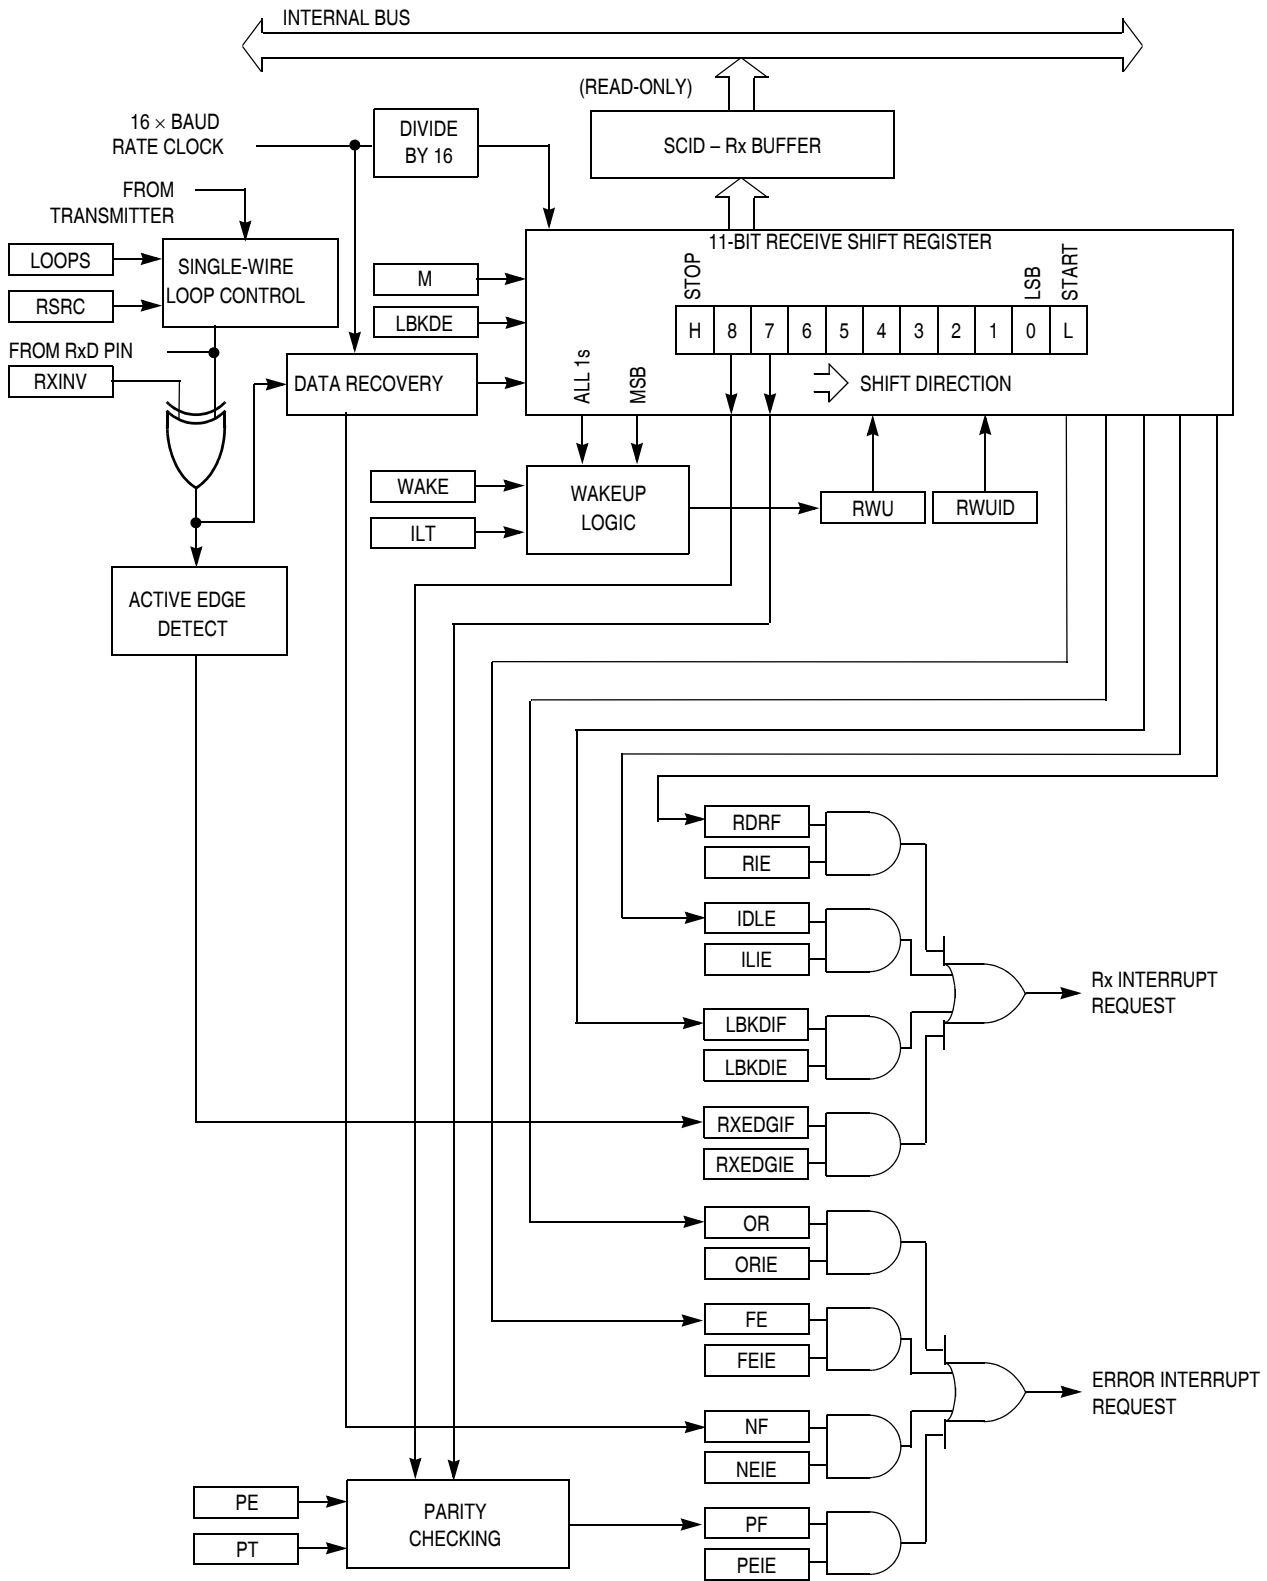 INTERNAL BUS
(READ-ONLY)
16 × BAUD
RATE CLOCK
DIVIDE
BY 16
SCID – Rx BUFFER
FROM
TRANSMITTER
LOOPS
RSRC
SINGLE-WIRE
LOOP CONTROL
11-BIT RECEIVE SHIFT REGISTER
M
LBKDE
STOP
LSB
START
H 8 7 6 5 4 3 2 1 0 L
FROM RxD PIN
RXINV
DATA RECOVERY
ALL 1s
MSB
SHIFT DIRECTION
WAKE
ILT
WAKEUP
LOGIC
RWU
RWUID
ACTIVE EDGE
DETECT
RDRF
RIE
IDLE
ILIE
Rx INTERRUPT
REQUEST
LBKDIF
LBKDIE
RXEDGIF
RXEDGIE
OR
ORIE
FE
FEIE
ERROR INTERRUPT
REQUEST
NF
NEIE
PE
PT
PARITY
CHECKING
PF
PEIE